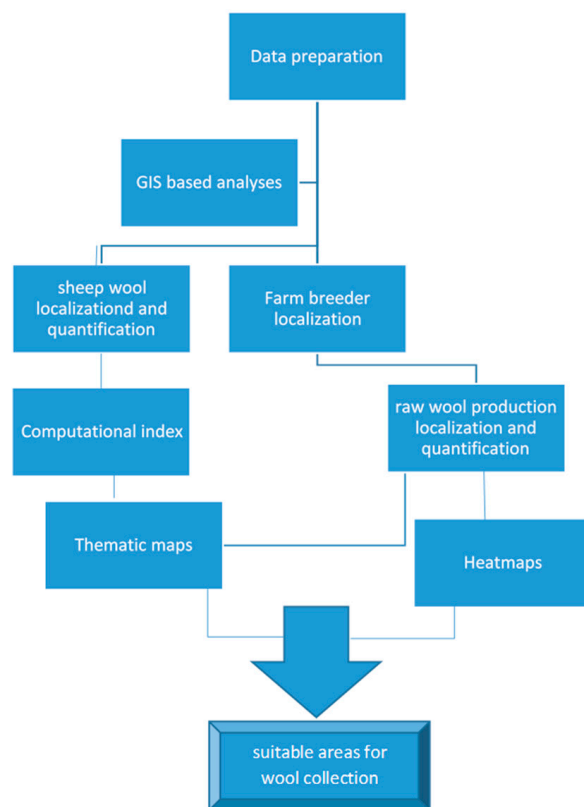 Data preparation
GIS based analyses
sheep wool
localizationd and
quantification
Farm breeder
localization
Computational index
raw wool production
localization and
quantification
Thematic maps
Heatmaps
suitable areas for
wool collection